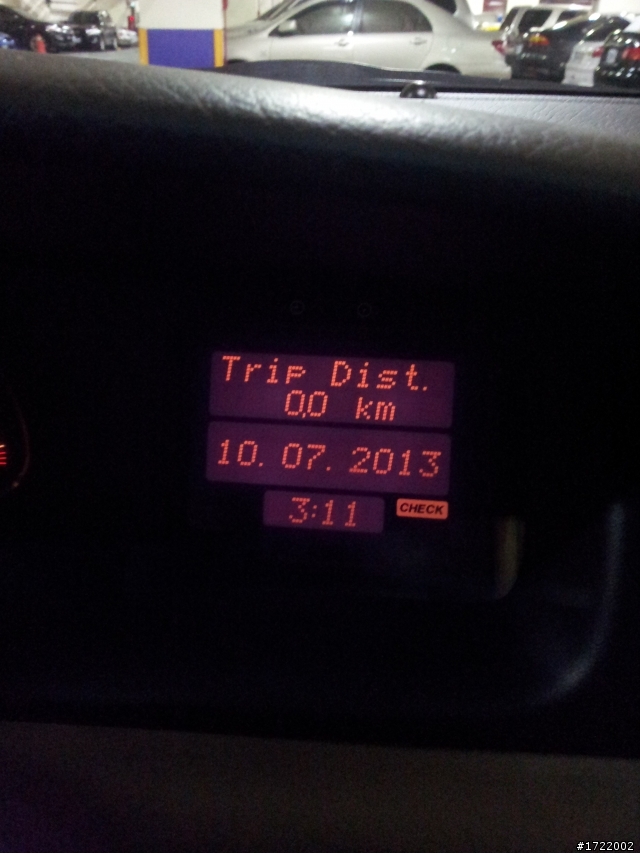 Trip Dist.
0,0 km
10. 07. 2013
3:11
CHECK
#1722002